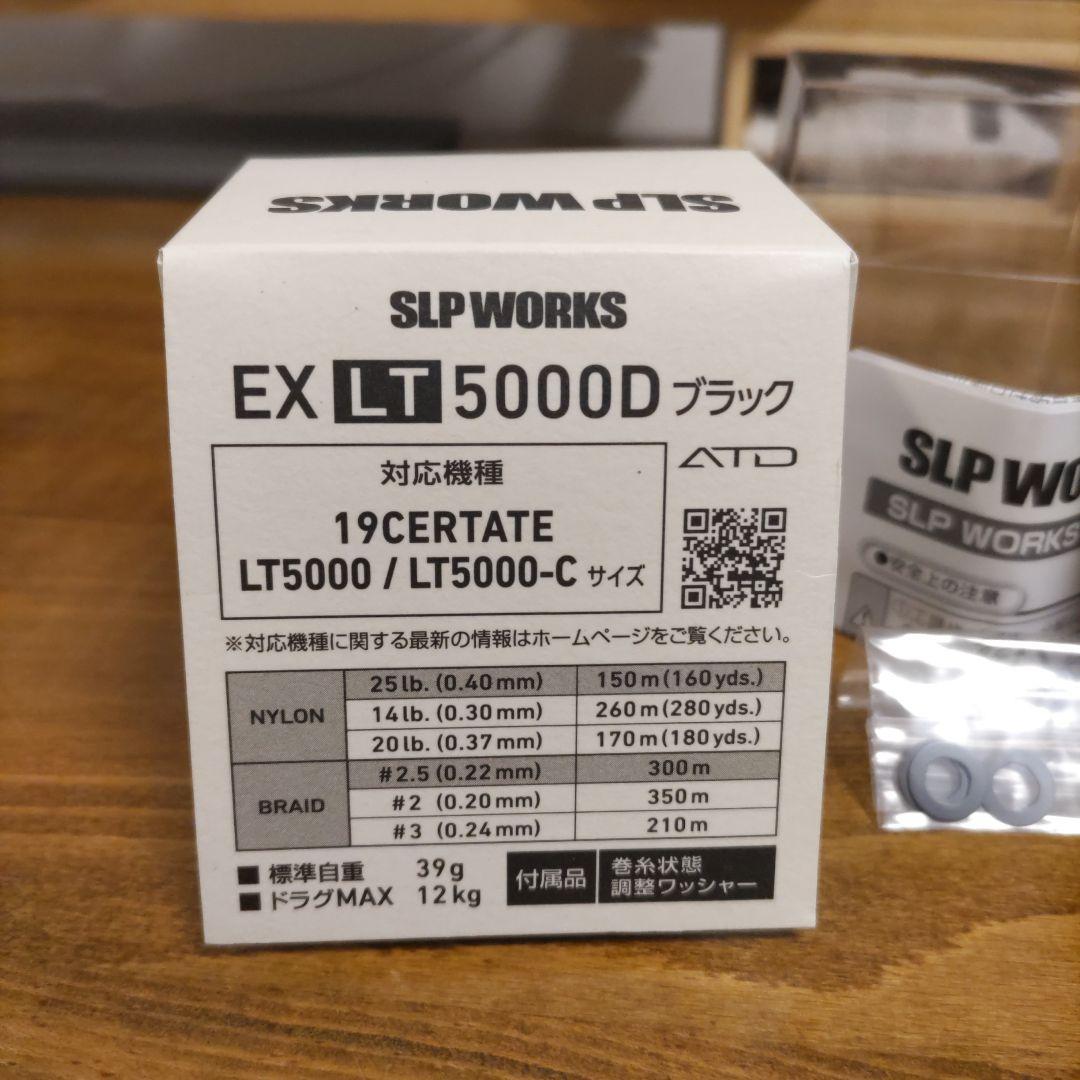 SLP WORKS
SLP WORKS
EX LT 5000D ブラック
ATD
対応機種
19CERTATE
LT5000 / LT5000-C サイズ
※対応機種に関する最新の情報はホームページをご覧ください。
NYLON
25lb. (0.40mm) 150m (160yds.)
14lb. (0.30mm) 260m (280yds.)
20lb. (0.37mm) 170m (180yds.)
BRAID
#2.5 (0.22mm) 300m
#2 (0.20mm) 350m
#3 (0.24mm) 210m
■ 標準自重 39g
■ ドラグMAX 12kg
付属品
巻糸状態
調整ワッシャー
SLP WO
SLP WORKS
●安全上の注意